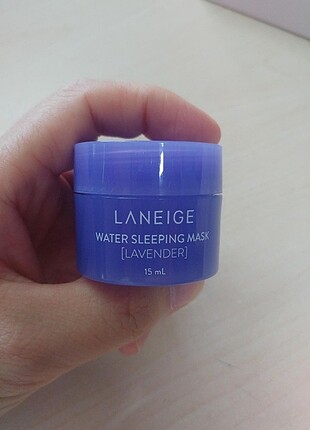 LANEIGE
WATER SLEEPING MASK
[LAVENDER]
15 mL